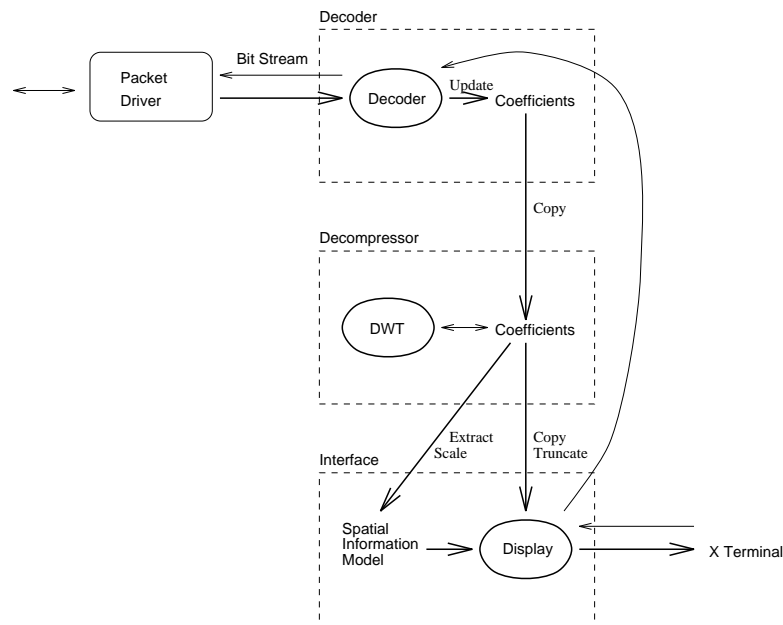 Decoder
Bit Stream
Packet
Driver
Decoder
Update
Coefficients
Copy
Decompressor
DWT
Coefficients
Extract
Scale
Copy
Truncate
Interface
Spatial
Information
Model
Display
X Terminal